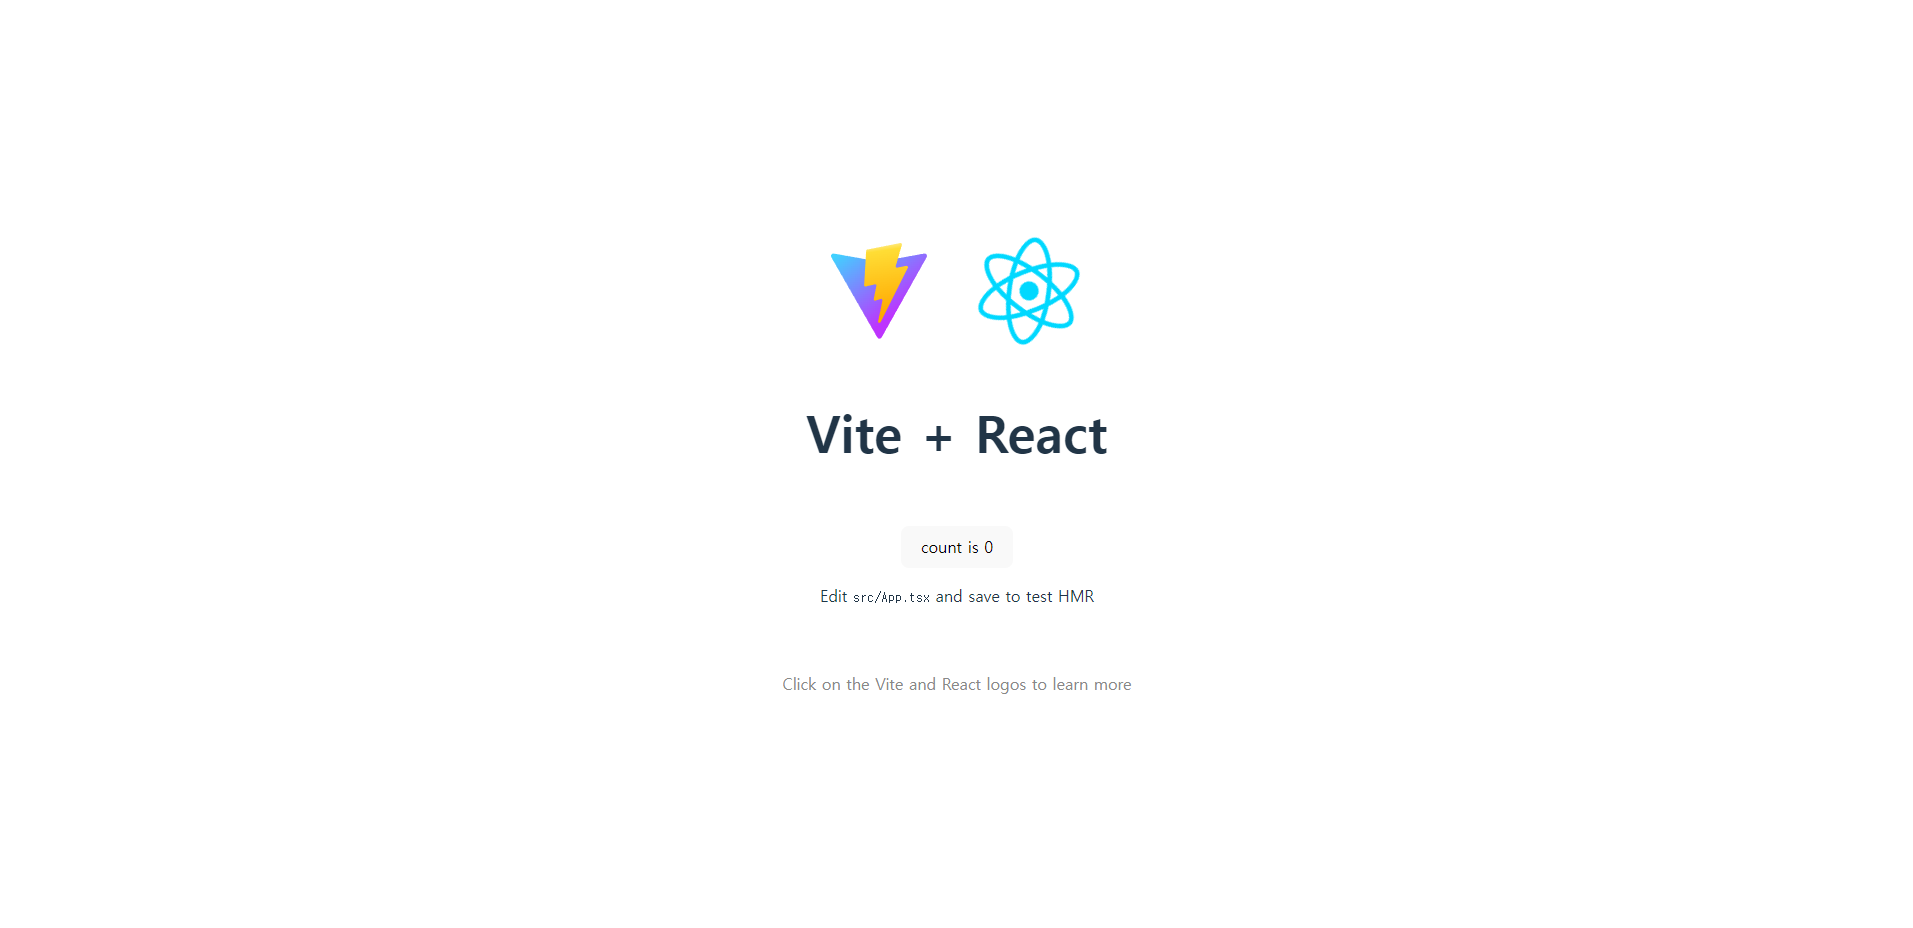 Vite + React
count is 0
Edit src/App.tsx and save to test HMR
Click on the Vite and React logos to learn more